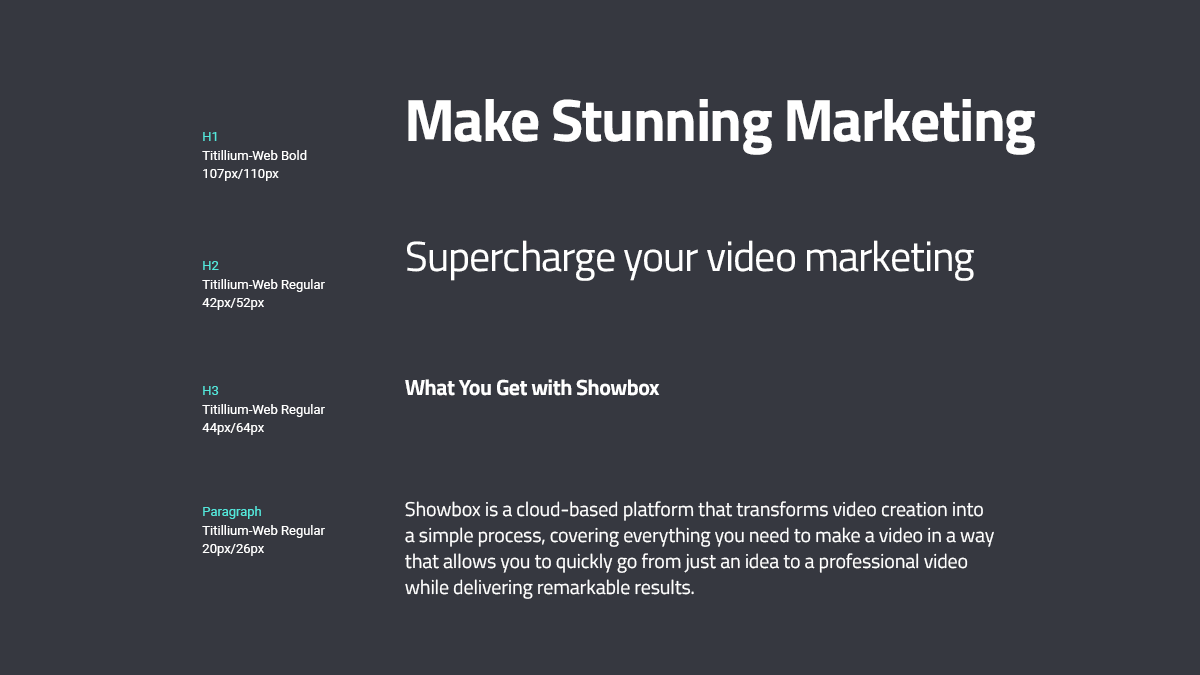 H1
Titillium-Web Bold
107px/110px
Make Stunning Marketing
H2
Titillium-Web Regular
42px/52px
Supercharge your video marketing
H3
Titillium-Web Regular
44px/64px
What You Get with Showbox
Paragraph
Titillium-Web Regular
20px/26px
Showbox is a cloud-based platform that transforms video creation into
a simple process, covering everything you need to make a video in a way
that allows you to quickly go from just an idea to a professional video
while delivering remarkable results.